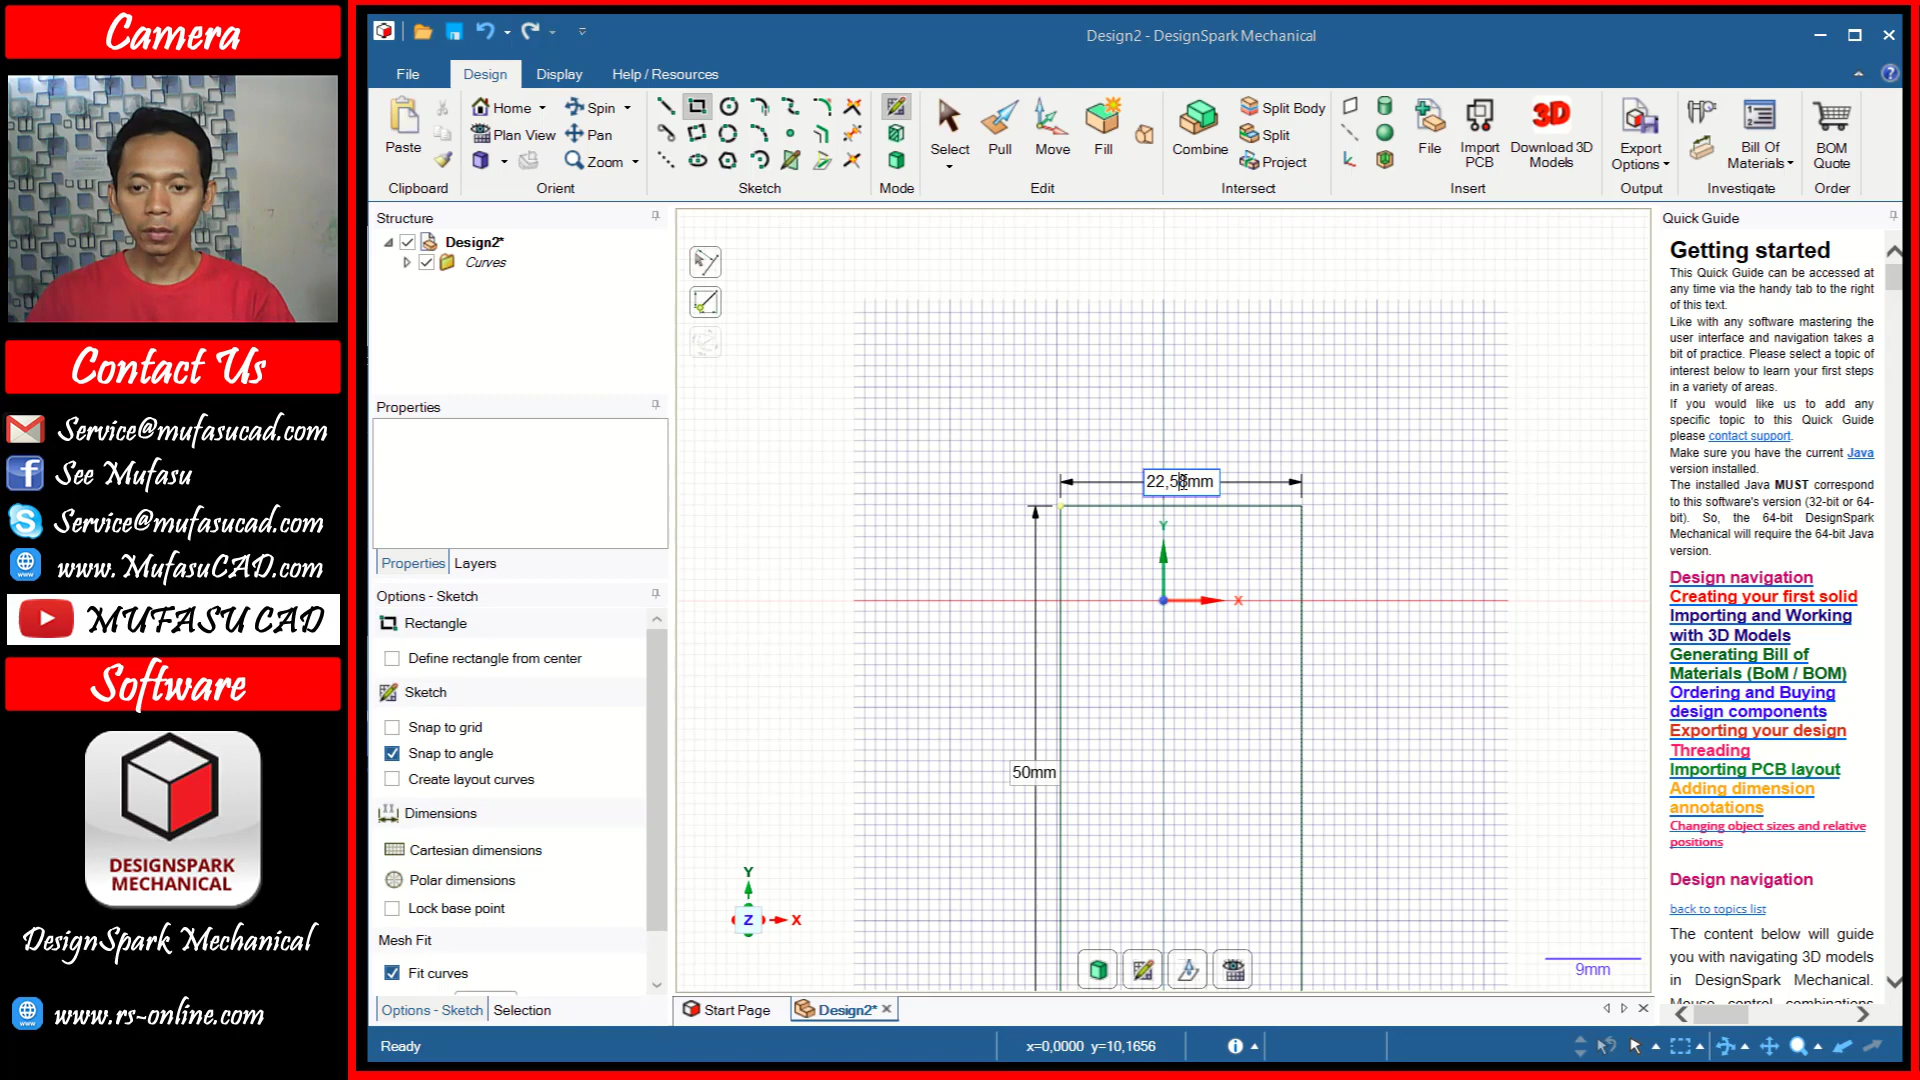 Camera
Contact Us
Service@mufasucad.com
See Mufasu
Service@mufasucad.com
www.MufasuCAD.com
MUFASU CAD
Software
DESIGNSPARK
MECHANICAL
DesignSpark Mechanical
www.rs-online.com
Design2 - DesignSpark Mechanical
File
Design
Display
Help / Resources
Paste
Clipboard
Home
Spin
Plan View
Pan
Zoom
Orient
Sketch
Mode
Select
Pull
Move
Fill
Edit
Combine
Split Body
Split
Project
Intersect
File
Import
PCB
Download 3D
Models
3D
Insert
Export
Options
Output
Bill Of
Materials
Investigate
BOM
Quote
Order
Structure
Design2*
Curves
Properties
Properties
Layers
Options - Sketch
Rectangle
Define rectangle from center
Sketch
Snap to grid
Snap to angle
Create layout curves
Dimensions
Cartesian dimensions
Polar dimensions
Lock base point
Mesh Fit
Fit curves
Options - Sketch
Selection
22,58mm
50mm
Y
X
Y
Z
X
9mm
Start Page
Design2*
Ready
x=0,0000 y=10,1656
Quick Guide
Getting started
This Quick Guide can be accessed at
any time via the handy tab to the right
of this text.
Like with any software mastering the
user interface and navigation takes a
bit of practice. Please select a topic of
interest below to learn your first steps
in a variety of areas.
If you would like us to add any
specific topic to this Quick Guide
please contact support.
Make sure you have the current Java
version installed.
The installed Java MUST correspond
to this software's version (32-bit or 64-
bit). So, the 64-bit DesignSpark
Mechanical will require the 64-bit Java
version.
Design navigation
Creating your first solid
Importing and Working
with 3D Models
Generating Bill of
Materials (BoM / BOM)
Ordering and Buying
design components
Exporting your design
Threading
Importing PCB layout
Adding dimension
annotations
Changing object sizes and relative
positions
Design navigation
back to topics list
The content below will guide
you with navigating 3D models
in DesignSpark Mechanical.
Mouse control combinations